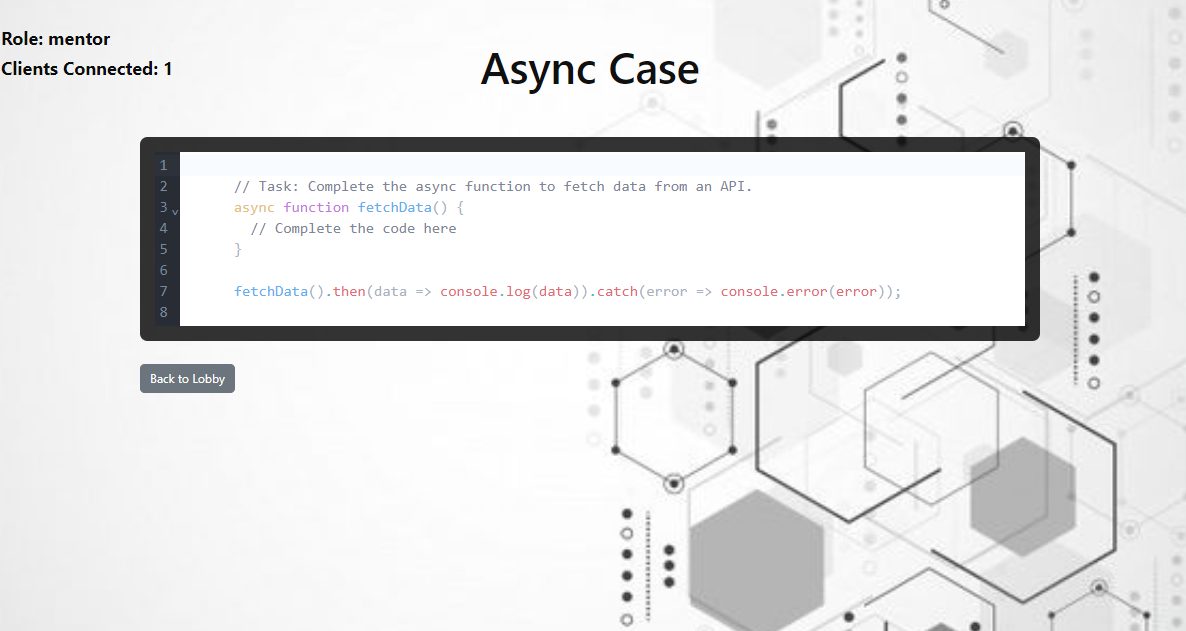 Role: mentor
Clients Connected: 1
Async Case
1
2 // Task: Complete the async function to fetch data from an API.
3 async function fetchData() {
4 // Complete the code here
5 }
6
7 fetchData().then(data => console.log(data)).catch(error => console.error(error));
8
Back to Lobby